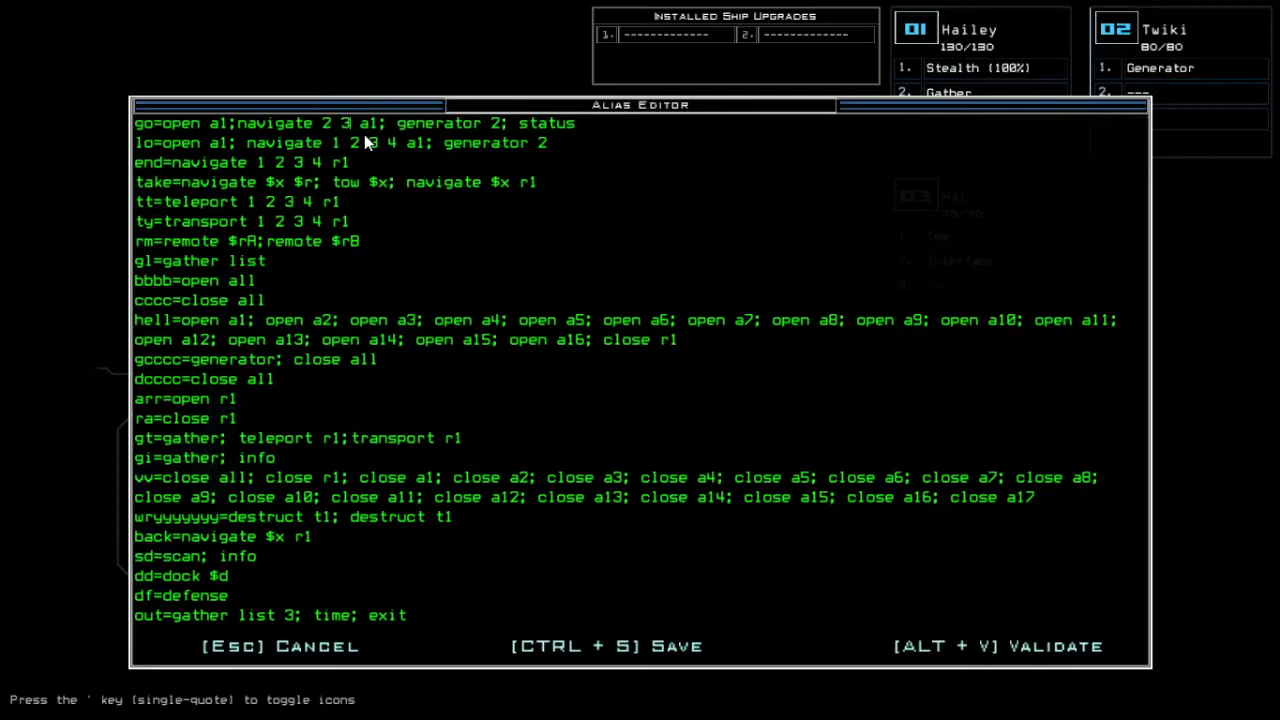 Installed Ship Upgrades
1. ------------- 2. -------------
01 Hailey
130/130
1. Stealth (100%)
2. Gather
02 Twiki
80/80
1. Generator
2. ---
Alias Editor
go=open a1;navigate 2 3 a1; generator 2; status
lo=open a1; navigate 1 2 3 4 a1; generator 2
end=navigate 1 2 3 4 r1
take=navigate $x $r; tow $x; navigate $x r1
tt=teleport 1 2 3 4 r1
ty=transport 1 2 3 4 r1
rm=remote $rA;remote $rB
gl=gather list
bbbb=open all
cccc=close all
hell=open a1; open a2; open a3; open a4; open a5; open a6; open a7; open a8; open a9; open a10; open a11;
open a12; open a13; open a14; open a15; open a16; close r1
gcccc=generator; close all
dcccc=close all
arr=open r1
ra=close r1
gt=gather; teleport r1;transport r1
gi=gather; info
vv=close all; close r1; close a1; close a2; close a3; close a4; close a5; close a6; close a7; close a8;
close a9; close a10; close a11; close a12; close a13; close a14; close a15; close a16; close a17
wryyyyyyy=destruct t1; destruct t1
back=navigate $x r1
sd=scan; info
dd=dock $d
df=defense
out=gather list 3; time; exit
[Esc] Cancel [CTRL + S] Save [ALT + V] Validate
03 HAL
70/70
1. Tow
2. Interface
Press the ' key (single-quote) to toggle icons